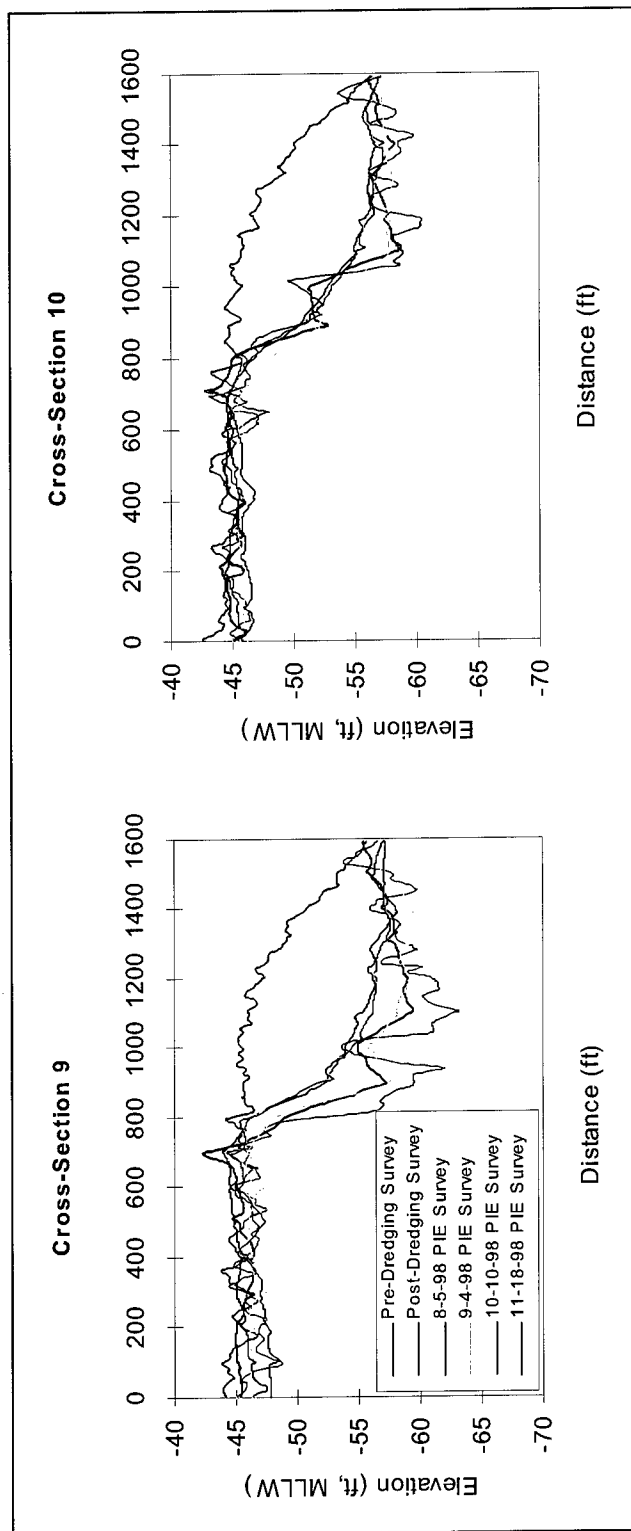 Cross-Section 9
0 200 400 600 800 1000 1200 1400 1600
-40
-45
-50
-55
-60
-65
-70
Elevation (ft, MLLW)
Distance (ft)
Pre-Dredging Survey
Post-Dredging Survey
8-5-98 PIE Survey
9-4-98 PIE Survey
10-10-98 PIE Survey
11-18-98 PIE Survey
Cross-Section 10
0 200 400 600 800 1000 1200 1400 1600
-40
-45
-50
-55
-60
-65
-70
Elevation (ft, MLLW)
Distance (ft)